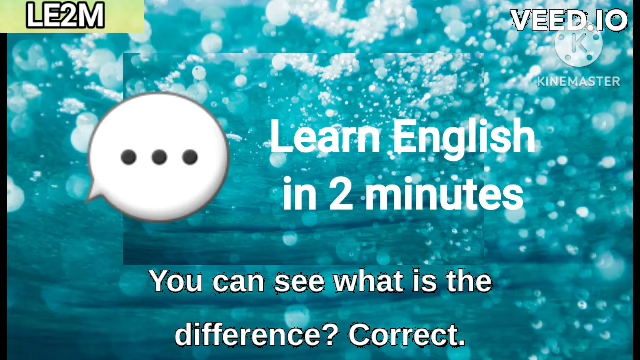 LE2M
VEED.IO
KINEMASTER
Learn English
in 2 minutes
You can see what is the
difference? Correct.